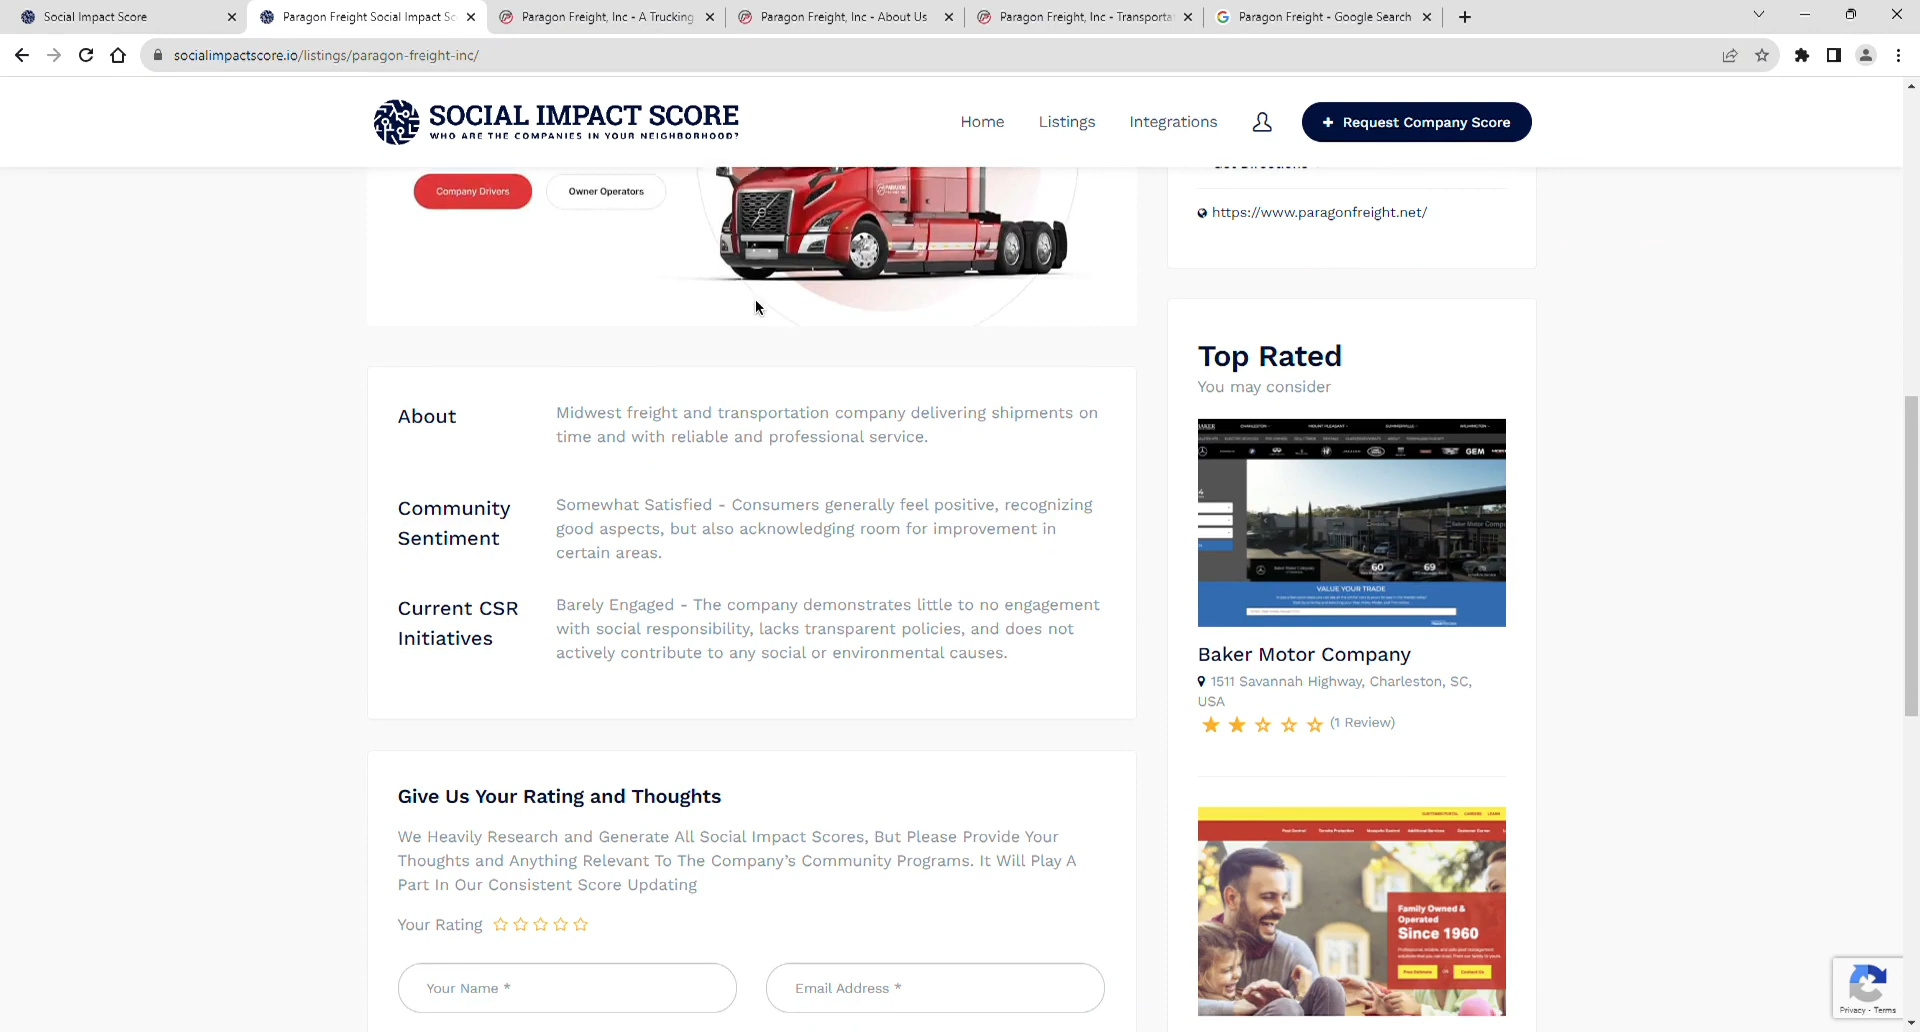 Social Impact Score
Paragon Freight Social Impact Sc
Paragon Freight, Inc - A Trucking
Paragon Freight, Inc - About Us
Paragon Freight, Inc - Transporta
Paragon Freight - Google Search
socialimpactscore.io/listings/paragon-freight-inc/
SOCIAL IMPACT SCORE
WHO ARE THE COMPANIES IN YOUR NEIGHBORHOOD?
Home
Listings
Integrations
+ Request Company Score
Company Drivers
Owner Operators
PARAGON
https://www.paragonfreight.net/
About
Midwest freight and transportation company delivering shipments on
time and with reliable and professional service.
Community
Sentiment
Somewhat Satisfied - Consumers generally feel positive, recognizing
good aspects, but also acknowledging room for improvement in
certain areas.
Current CSR
Initiatives
Barely Engaged - The company demonstrates little to no engagement
with social responsibility, lacks transparent policies, and does not
actively contribute to any social or environmental causes.
Give Us Your Rating and Thoughts
We Heavily Research and Generate All Social Impact Scores, But Please Provide Your
Thoughts and Anything Relevant To The Company's Community Programs. It Will Play A
Part In Our Consistent Score Updating
Your Rating
Your Name *
Email Address *
Top Rated
You may consider
BAKER
CHARLESTON
MOUNT PLEASANT
SUMMERVILLE
WILMINGTON
GEM
60
69
VALUE YOUR TRADE
Baker Motor Company
1511 Savannah Highway, Charleston, SC,
USA
(1 Review)
CUSTOMER PORTAL
CAREERS
LEARN
Pest Control
Termite Protection
Mosquito Control
Additional Services
Customer Corner
Family Owned &
Operated
Since 1960
Free Estimate
OR
Contact Us
Privacy - Terms